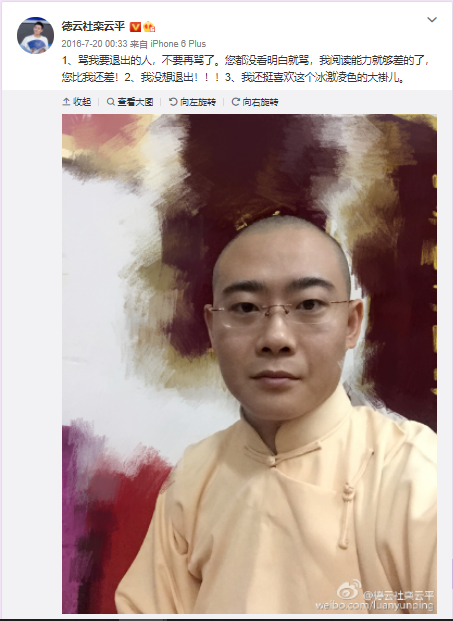 德云社栾云平
2016-7-20 00:33 来自 iPhone 6 Plus
1、骂我要退出的人，不要再骂了。您都没看明白就骂，我阅读能力就够差的了，
您比我还差！2、我没想退出！！！3、我还挺喜欢这个冰激凌色的大褂儿。
收起 查看大图 向左旋转 向右旋转
@德云社栾云平
weibo.com/luanyunping